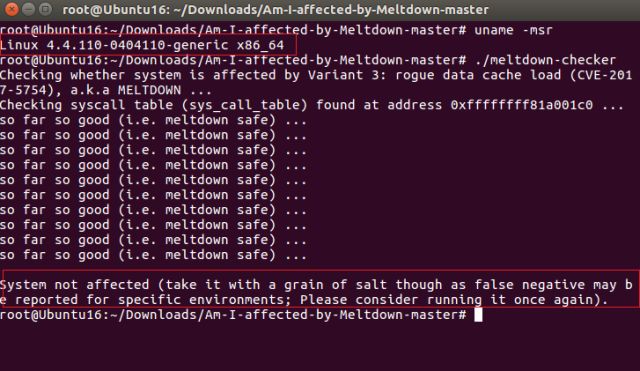 root@Ubuntu16: ~/Downloads/Am-I-affected-by-Meltdown-master
root@Ubuntu16:~/Downloads/Am-I-affected-by-Meltdown-master# uname -msr
Linux 4.4.110-0404110-generic x86_64
root@Ubuntu16:~/Downloads/Am-I-affected-by-Meltdown-master# ./meltdown-checker
Checking whether system is affected by Variant 3: rogue data cache load (CVE-201
7-5754), a.k.a MELTDOWN ...
Checking syscall table (sys_call_table) found at address 0xffffffff81a001c0 ...
so far so good (i.e. meltdown safe) ...
so far so good (i.e. meltdown safe) ...
so far so good (i.e. meltdown safe) ...
so far so good (i.e. meltdown safe) ...
so far so good (i.e. meltdown safe) ...
so far so good (i.e. meltdown safe) ...
so far so good (i.e. meltdown safe) ...
so far so good (i.e. meltdown safe) ...
so far so good (i.e. meltdown safe) ...
so far so good (i.e. meltdown safe) ...

System not affected (take it with a grain of salt though as false negative may b
e reported for specific environments; Please consider running it once again).
root@Ubuntu16:~/Downloads/Am-I-affected-by-Meltdown-master#